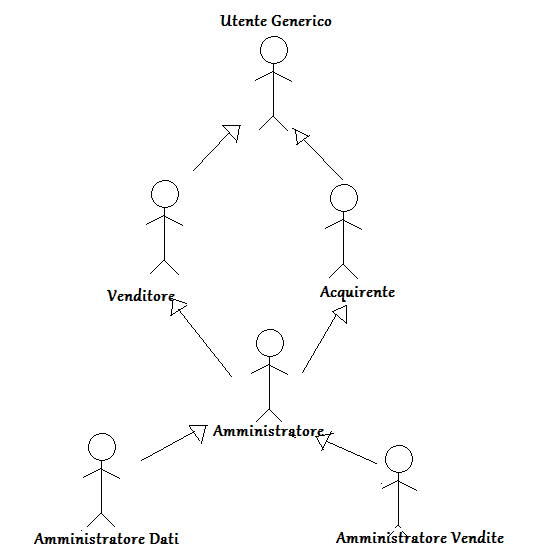 Utente Generico
Venditore
Acquirente
Amministratore
Amministratore Dati
Amministratore Vendite